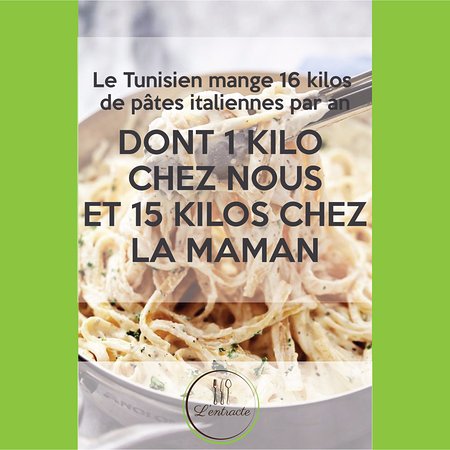 Le Tunisien mange 16 kilos
de pâtes italiennes par an
DONT 1 KILO
CHEZ NOUS
ET 15 KILOS CHEZ
LA MAMAN
L'entracte